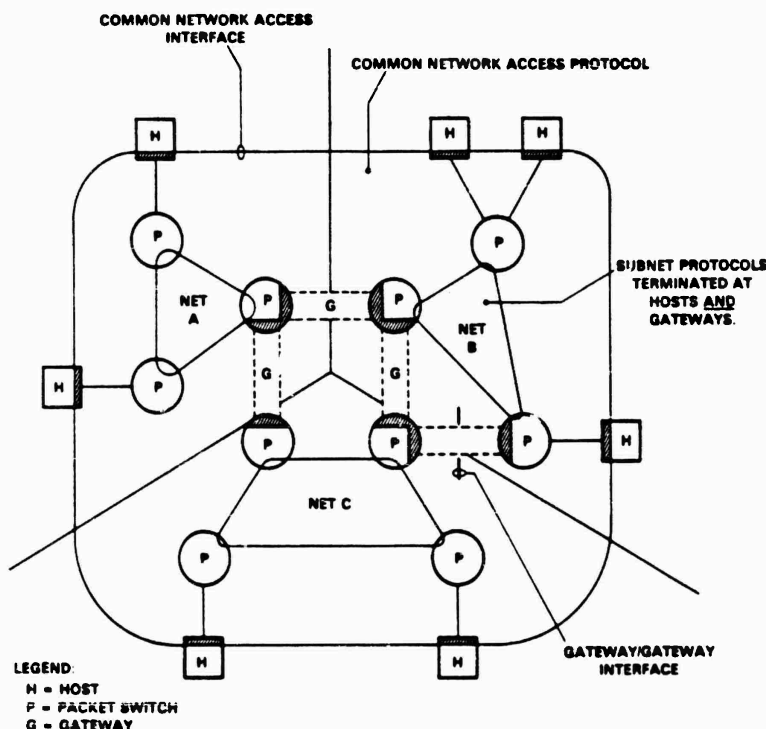 COMMON NETWORK ACCESS
INTERFACE
COMMON NETWORK ACCESS PROTOCOL
H
H
H
P
P
SUBNET PROTOCOLS
TERMINATED AT
HOSTS AND
GATEWAYS.
NET
A
P
G
P
NET
B
G
G
H
P
P
P
P
H
NET C
P
P
H
H
GATEWAY/GATEWAY
INTERFACE
LEGEND:
H = HOST
P = PACKET SWITCH
G = GATEWAY